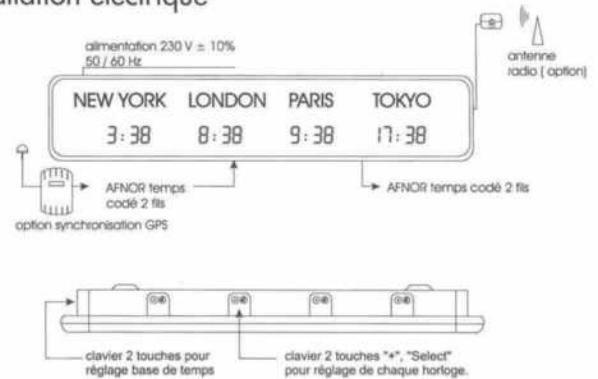 allation électrique
alimentation 230 V ± 10%
50 / 60 Hz
antenne
radio ( option)
NEW YORK LONDON PARIS TOKYO
3:38 8:38 9:38 17:38
AFNOR temps
codé 2 fils
AFNOR temps codé 2 fils
option synchronisation GPS
clavier 2 touches pour
réglage base de temps
clavier 2 touches "+", "Select"
pour réglage de chaque horloge.